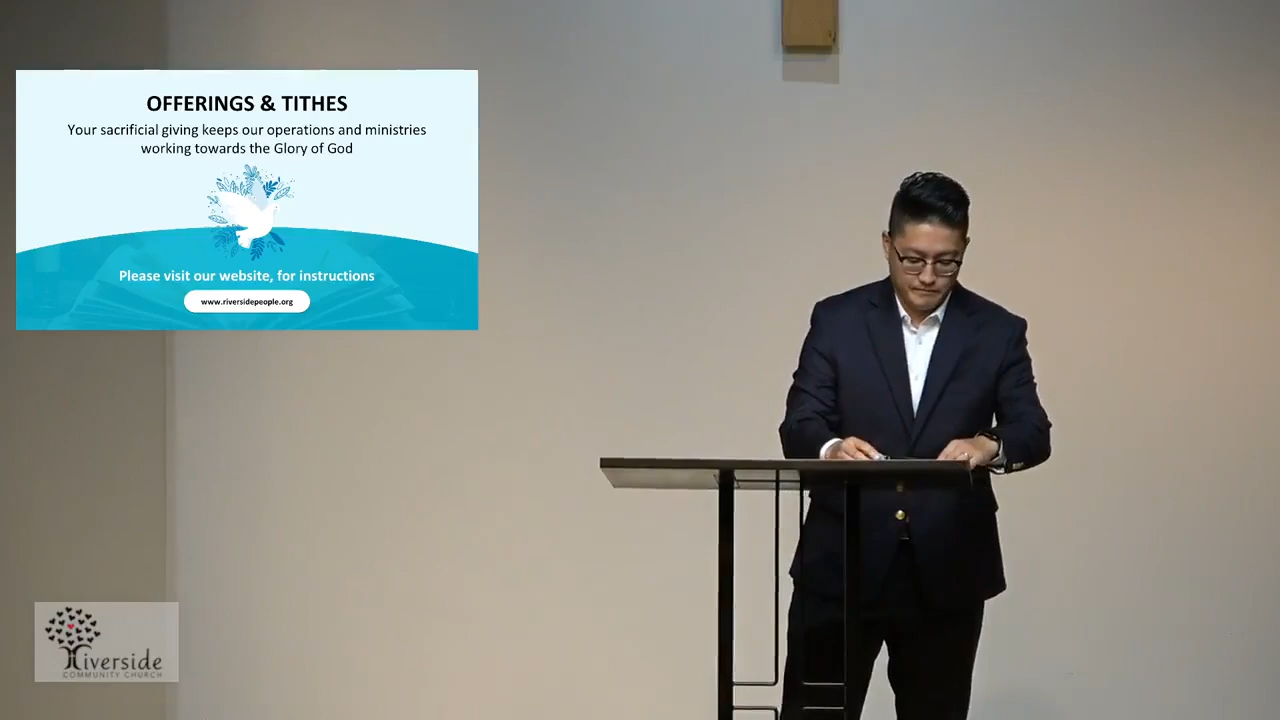 OFFERINGS & TITHES
Your sacrificial giving keeps our operations and ministries
working towards the Glory of God
Please visit our website, for instructions
www.riversidepeople.org
Riverside
COMMUNITY CHURCH